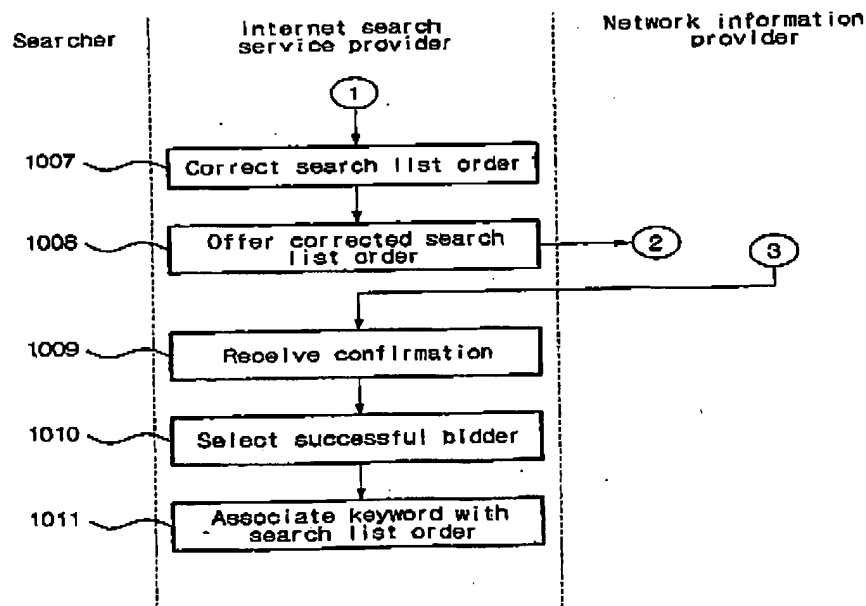 Searcher
Internet search
service provider
Network information
provider
1
1007
Correct search list order
1008
Offer corrected search
list order
2
3
1009
Receive confirmation
1010
Select successful bidder
1011
Associate keyword with
search list order